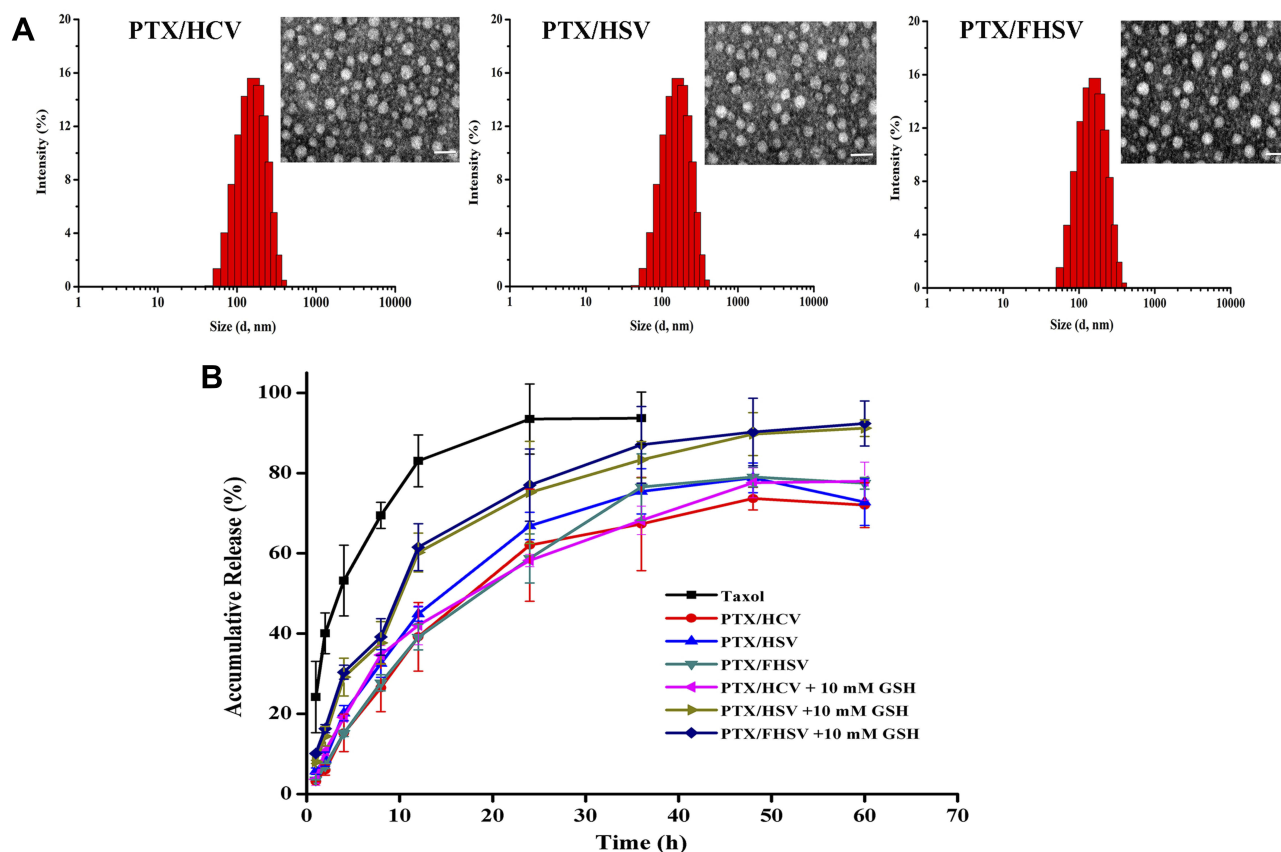 A
PTX/HCV
20
16
12
8
4
0
Intensity (%)
1
10
100
1000
10000
Size (d, nm)
PTX/HSV
20
16
12
8
4
0
Intensity (%)
1
10
100
1000
10000
Size (d, nm)
PTX/FHSV
20
16
12
8
4
0
Intensity (%)
1
10
100
1000
10000
Size (d, nm)
B
100
80
60
40
20
0
Accumulative Release (%)
Taxol
PTX/HCV
PTX/HSV
PTX/FHSV
PTX/HCV + 10 mM GSH
PTX/HSV +10 mM GSH
PTX/FHSV +10 mM GSH
0
10
20
30
40
50
60
70
Time (h)